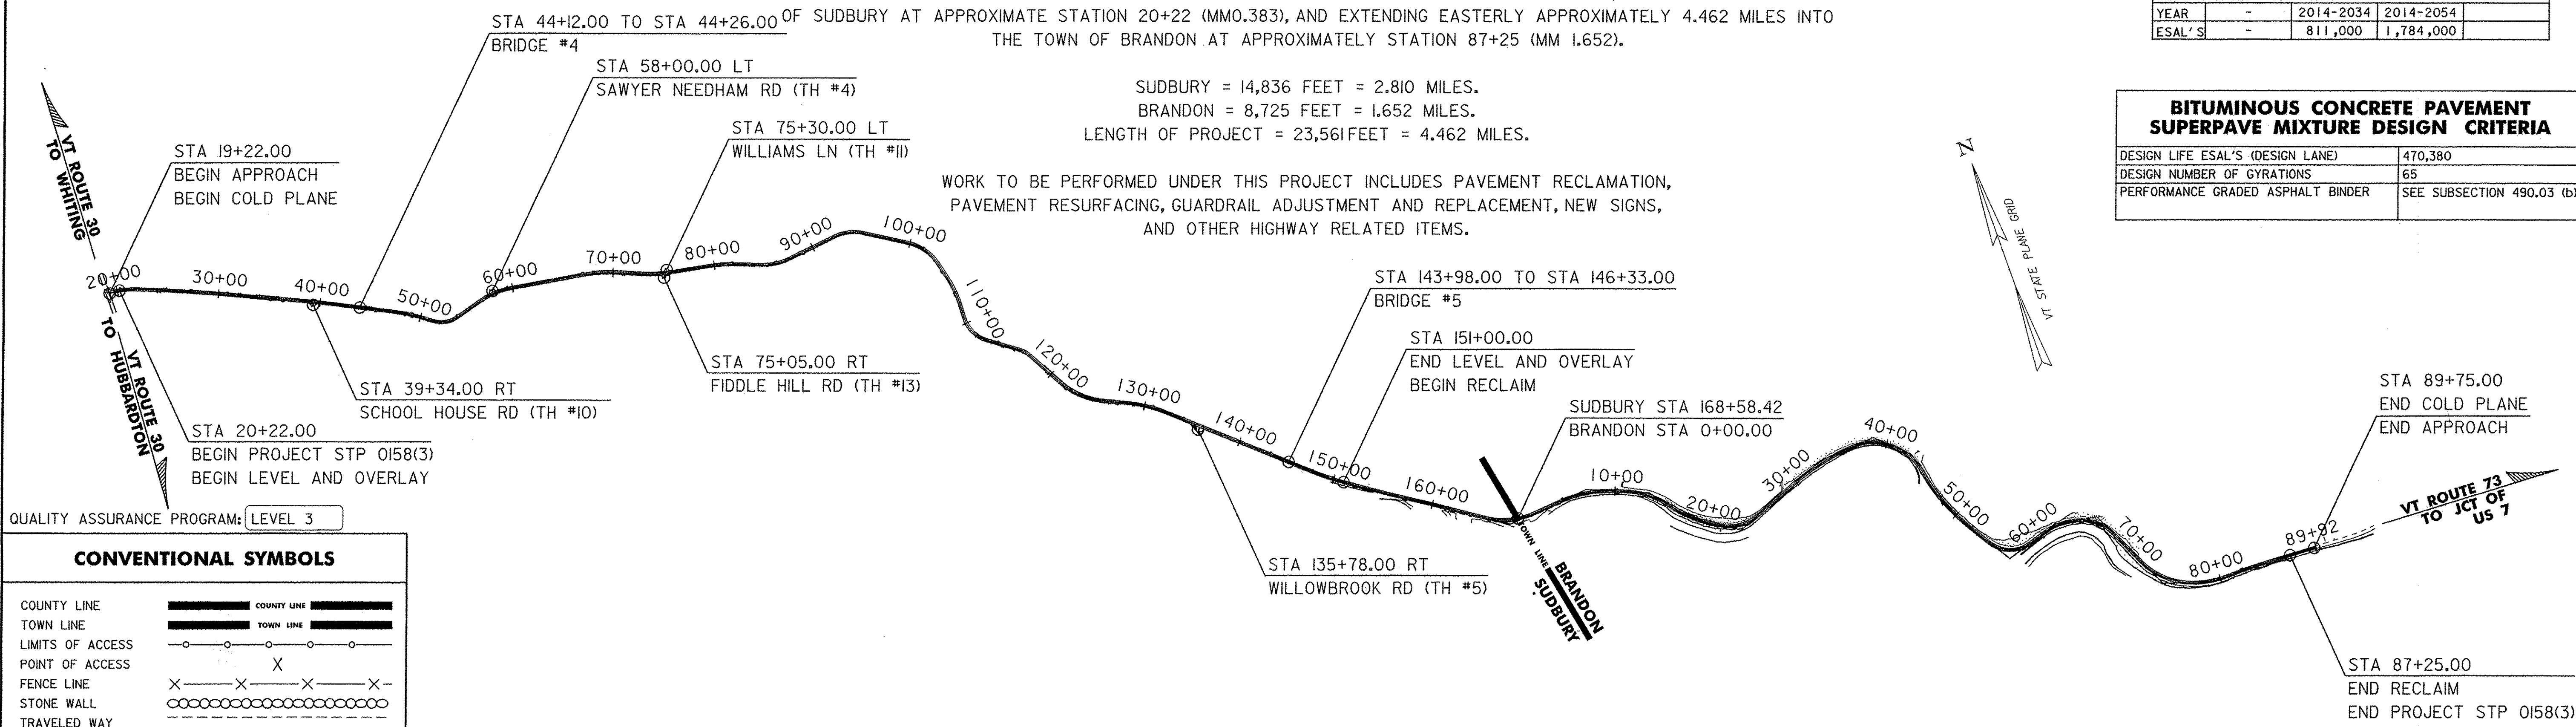 OF SUDBURY AT APPROXIMATE STATION 20+22 (MM0.383), AND EXTENDING EASTERLY APPROXIMATELY 4.462 MILES INTO
THE TOWN OF BRANDON AT APPROXIMATELY STATION 87+25 (MM 1.652).
SUDBURY = 14,836 FEET = 2.810 MILES.
BRANDON = 8,725 FEET = 1.652 MILES.
LENGTH OF PROJECT = 23,561 FEET = 4.462 MILES.
WORK TO BE PERFORMED UNDER THIS PROJECT INCLUDES PAVEMENT RECLAMATION,
PAVEMENT RESURFACING, GUARDRAIL ADJUSTMENT AND REPLACEMENT, NEW SIGNS,
AND OTHER HIGHWAY RELATED ITEMS.
YEAR - 2014-2034 2014-2054
ESAL'S - 811,000 1,784,000
BITUMINOUS CONCRETE PAVEMENT
SUPERPAVE MIXTURE DESIGN CRITERIA
DESIGN LIFE ESAL'S (DESIGN LANE) 470,380
DESIGN NUMBER OF GYRATIONS 65
PERFORMANCE GRADED ASPHALT BINDER SEE SUBSECTION 490.03 (b)
STA 44+12.00 TO STA 44+26.00
BRIDGE #4
STA 58+00.00 LT
SAWYER NEEDHAM RD (TH #4)
STA 75+30.00 LT
WILLIAMS LN (TH #11)
STA 19+22.00
BEGIN APPROACH
BEGIN COLD PLANE
VT ROUTE 30
TO WHITING
VT ROUTE 30
TO HUBBARDTON
20+00
30+00
40+00
50+00
60+00
70+00
80+00
90+00
100+00
110+00
120+00
130+00
140+00
150+00
160+00
STA 39+34.00 RT
SCHOOL HOUSE RD (TH #10)
STA 20+22.00
BEGIN PROJECT STP 0158(3)
BEGIN LEVEL AND OVERLAY
STA 75+05.00 RT
FIDDLE HILL RD (TH #13)
STA 143+98.00 TO STA 146+33.00
BRIDGE #5
STA 151+00.00
END LEVEL AND OVERLAY
BEGIN RECLAIM
SUDBURY STA 168+58.42
BRANDON STA 0+00.00
STA 135+78.00 RT
WILLOWBROOK RD (TH #5)
TOWN LINE
BRANDON
SUDBURY
10+00
20+00
30+00
40+00
50+00
60+00
70+00
80+00
89+92
N
VT STATE PLANE GRID
STA 89+75.00
END COLD PLANE
END APPROACH
VT ROUTE 73
TO JCT OF
US 7
STA 87+25.00
END RECLAIM
END PROJECT STP 0158(3)
QUALITY ASSURANCE PROGRAM: LEVEL 3
CONVENTIONAL SYMBOLS
COUNTY LINE COUNTY LINE
TOWN LINE TOWN LINE
LIMITS OF ACCESS
POINT OF ACCESS
FENCE LINE
STONE WALL
TRAVELED WAY